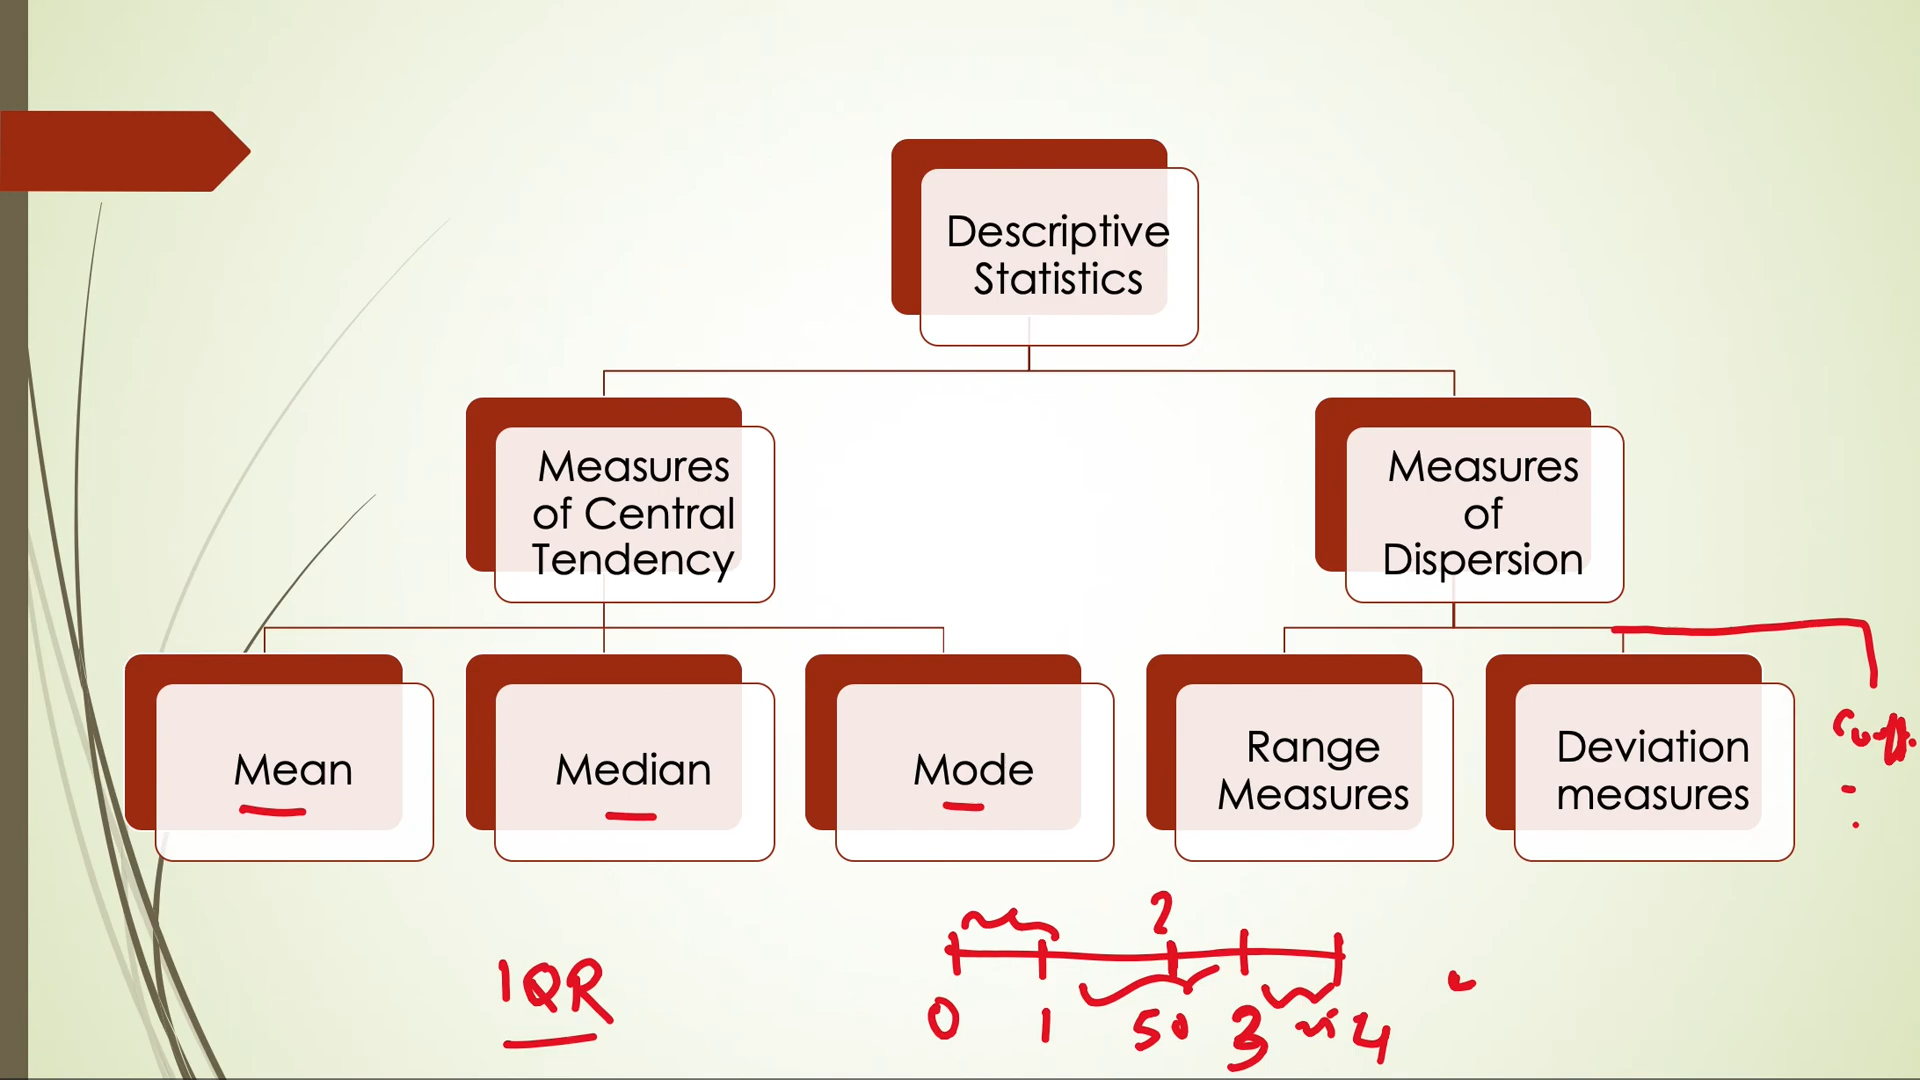 Descriptive
Statistics
Measures
of Central
Tendency
Measures
of
Dispersion
Mean
Median
Mode
Range
Measures
Deviation
measures
2
IQR
0 1 50 3 4